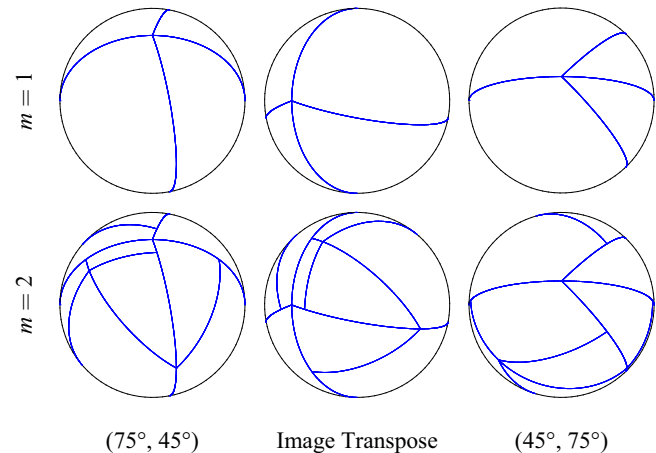 m = 1
m = 2
(75°, 45°) Image Transpose (45°, 75°)